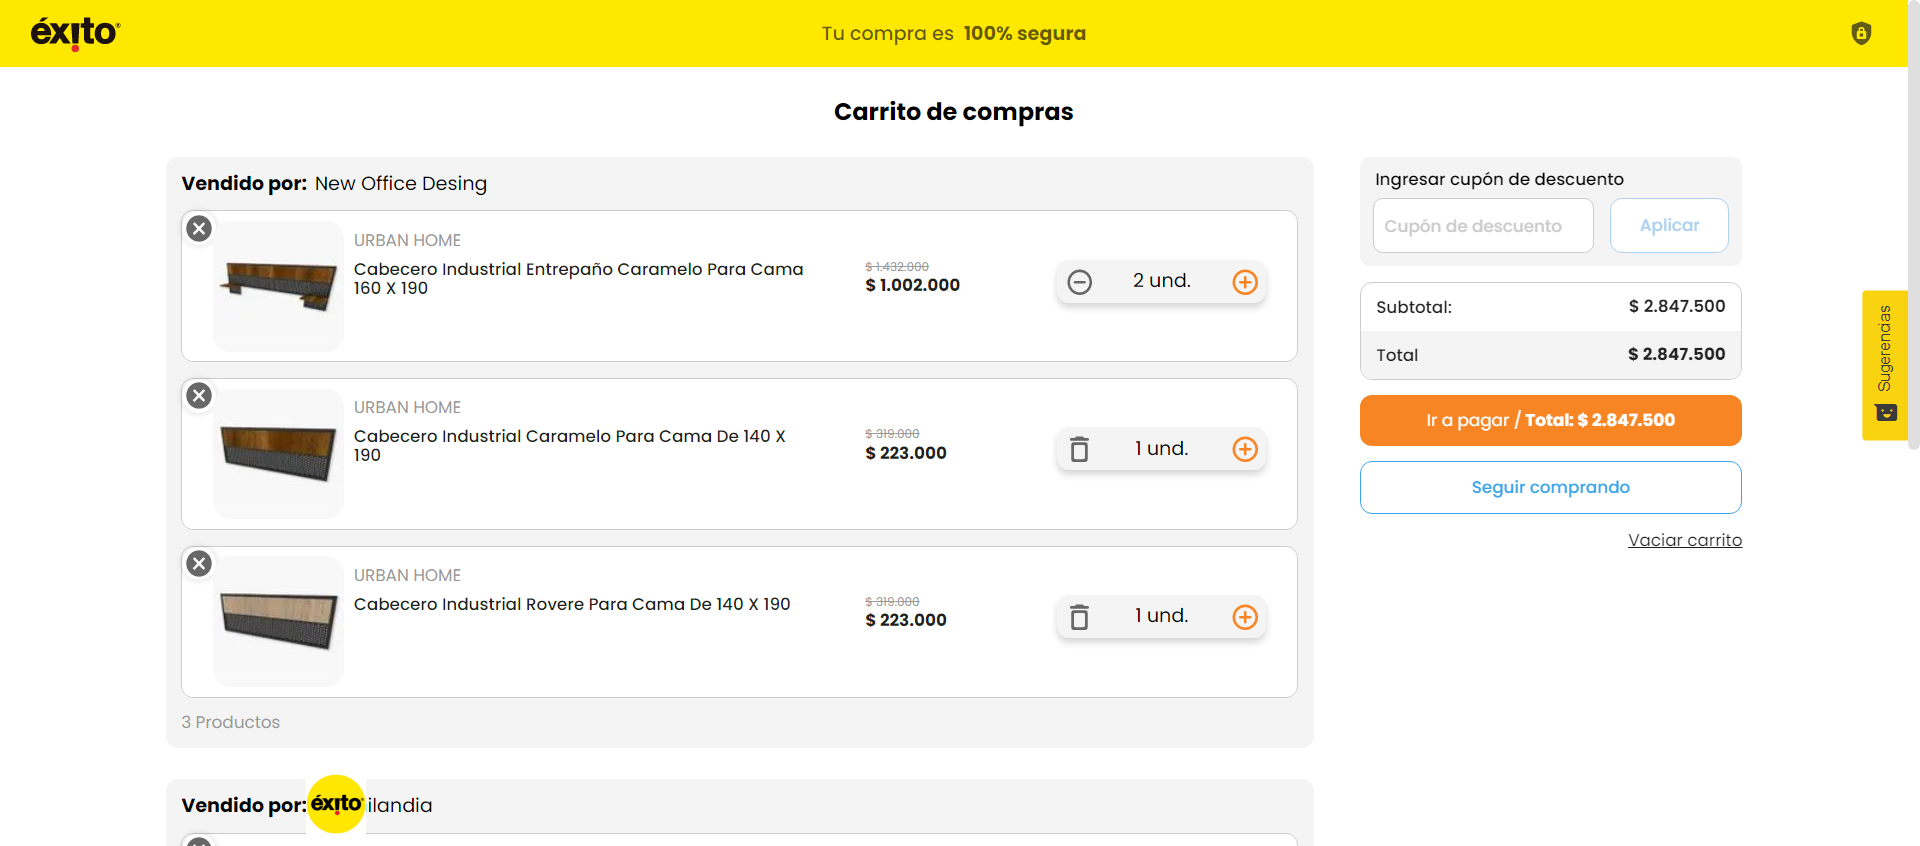 éxito
Tu compra es 100% segura
Carrito de compras
Vendido por: New Office Desing
URBAN HOME
Cabecero Industrial Entrepaño Caramelo Para Cama
160 X 190
$ 1.432.000
$ 1.002.000
2 und.
URBAN HOME
Cabecero Industrial Caramelo Para Cama De 140 X
190
$ 319.000
$ 223.000
1 und.
URBAN HOME
Cabecero Industrial Rovere Para Cama De 140 X 190
$ 319.000
$ 223.000
1 und.
3 Productos
Vendido por: éxito ilandia
Ingresar cupón de descuento
Cupón de descuento
Aplicar
Subtotal: $ 2.847.500
Total $ 2.847.500
Ir a pagar / Total: $ 2.847.500
Seguir comprando
Vaciar carrito
Sugerencias